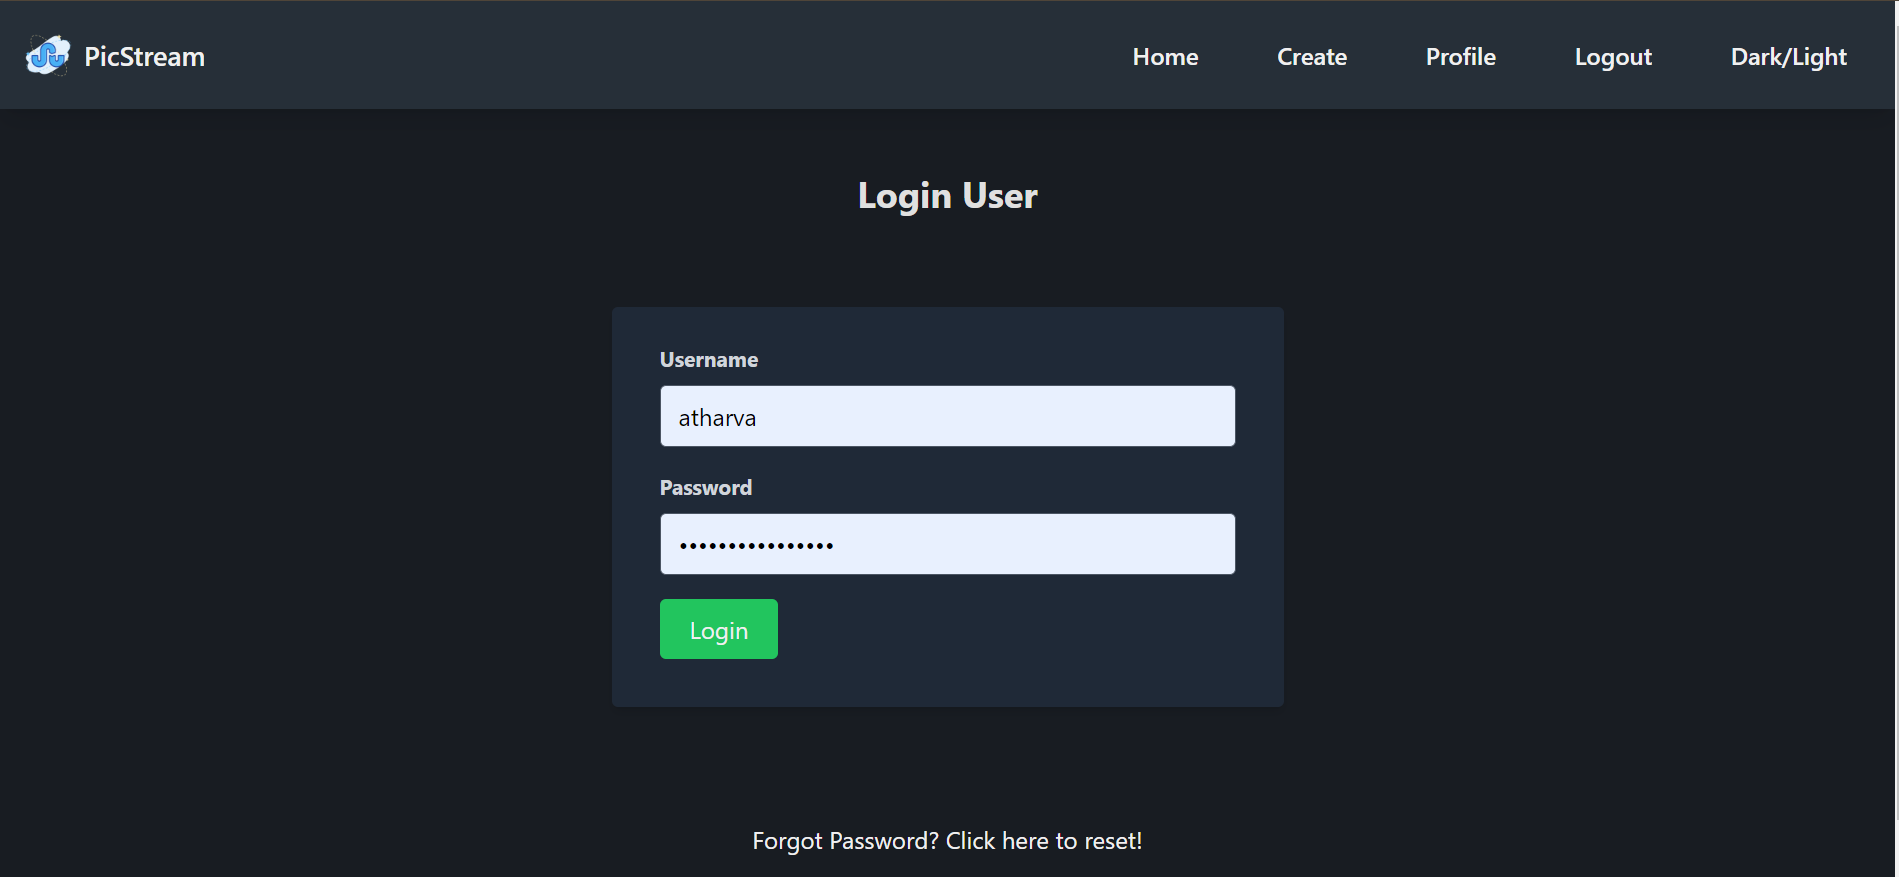 PicStream
Home Create Profile Logout Dark/Light
Login User
Username
atharva
Password
••••••••••••••••
Login
Forgot Password? Click here to reset!